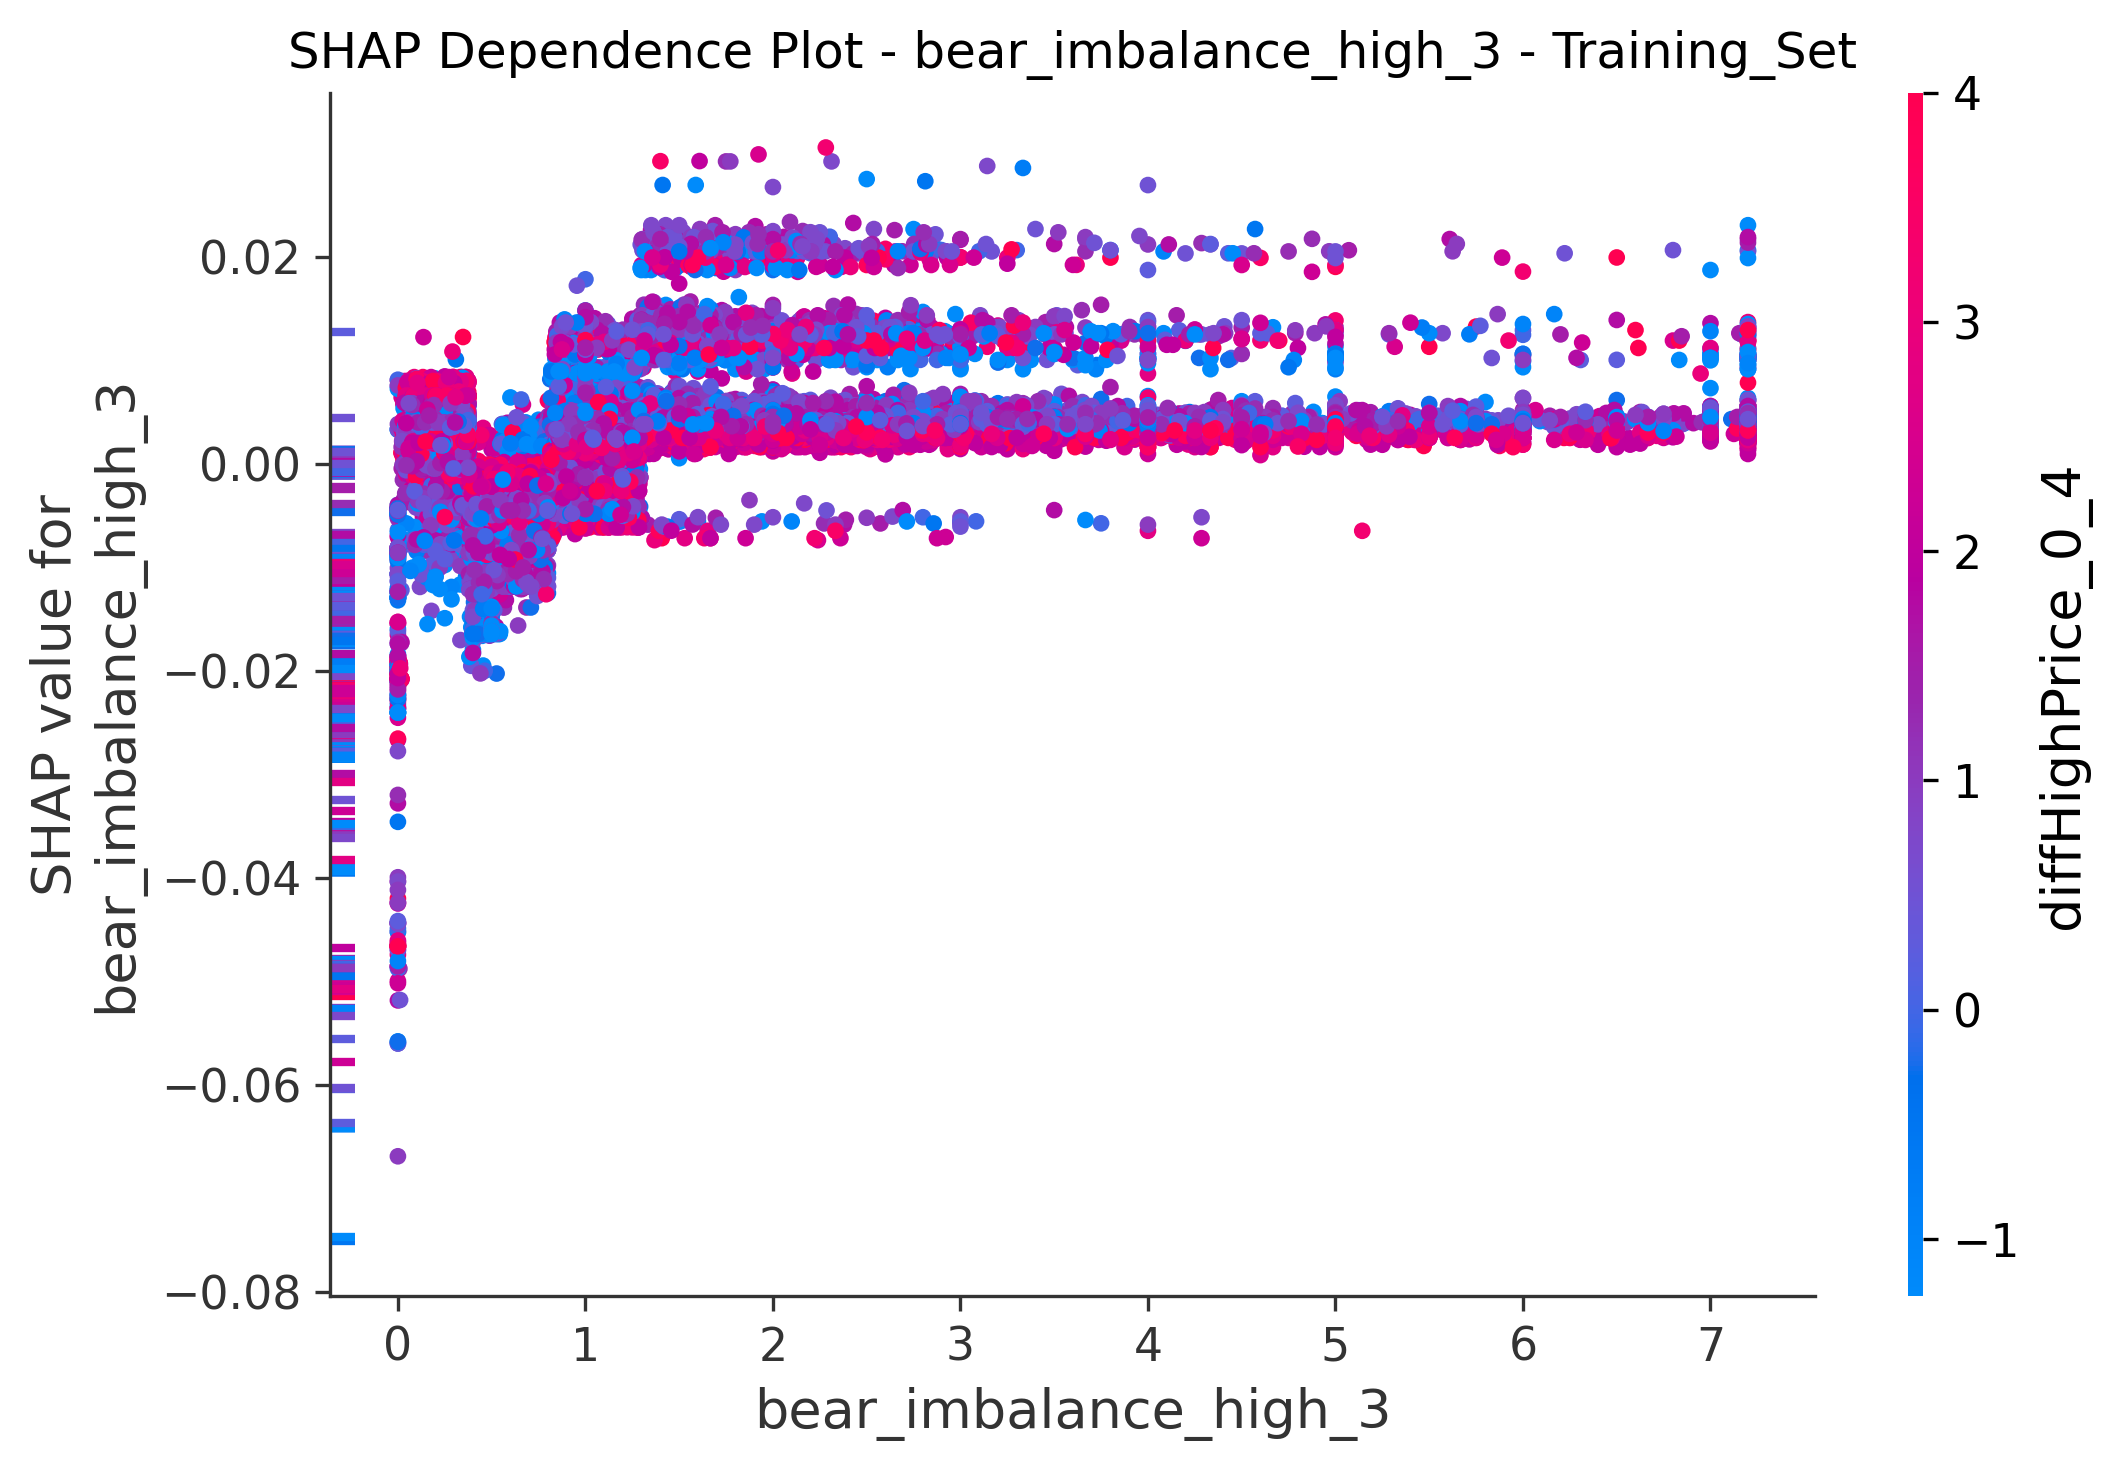 SHAP Dependence Plot - bear_imbalance_high_3 - Training_Set
SHAP value for
bear_imbalance_high_3
0.02
0.00
−0.02
−0.04
−0.06
−0.08
0 1 2 3 4 5 6 7
bear_imbalance_high_3
4
3
2
1
0
−1
diffHighPrice_0_4